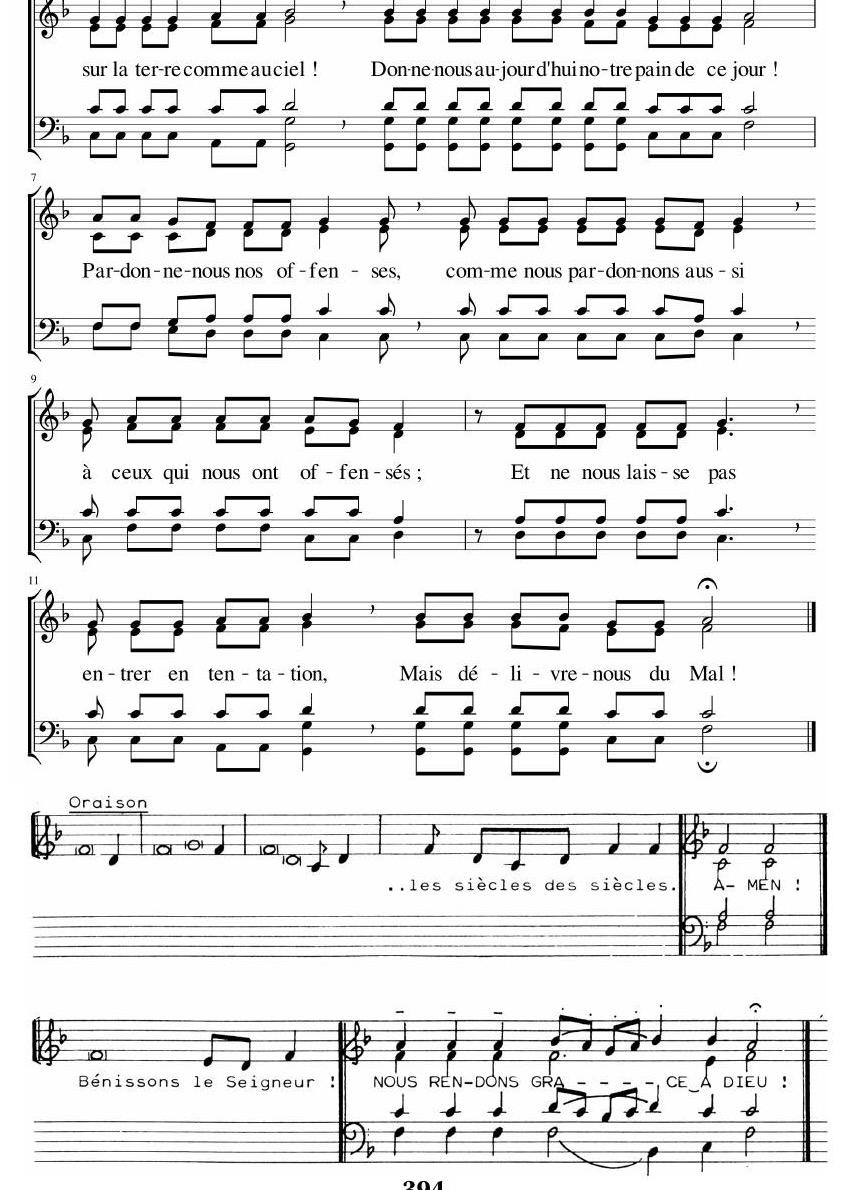 sur la ter-re comme au ciel ! Don-ne-nous au-jour d'hui no-tre pain de ce jour !
7
Par-don-ne-nous nos of-fen-ses, com-me nous par-don-nons aus-si
9
à ceux qui nous ont of-fen-sés ; Et ne nous lais-se pas
11
en-trer en ten-ta-tion, Mais dé-li-vre-nous du Mal !
Oraison
..les siècles des siècles. A-MEN !
Bénissons le Seigneur ! NOUS REN-DONS GRA - - - - CE‿A DIEU !
394